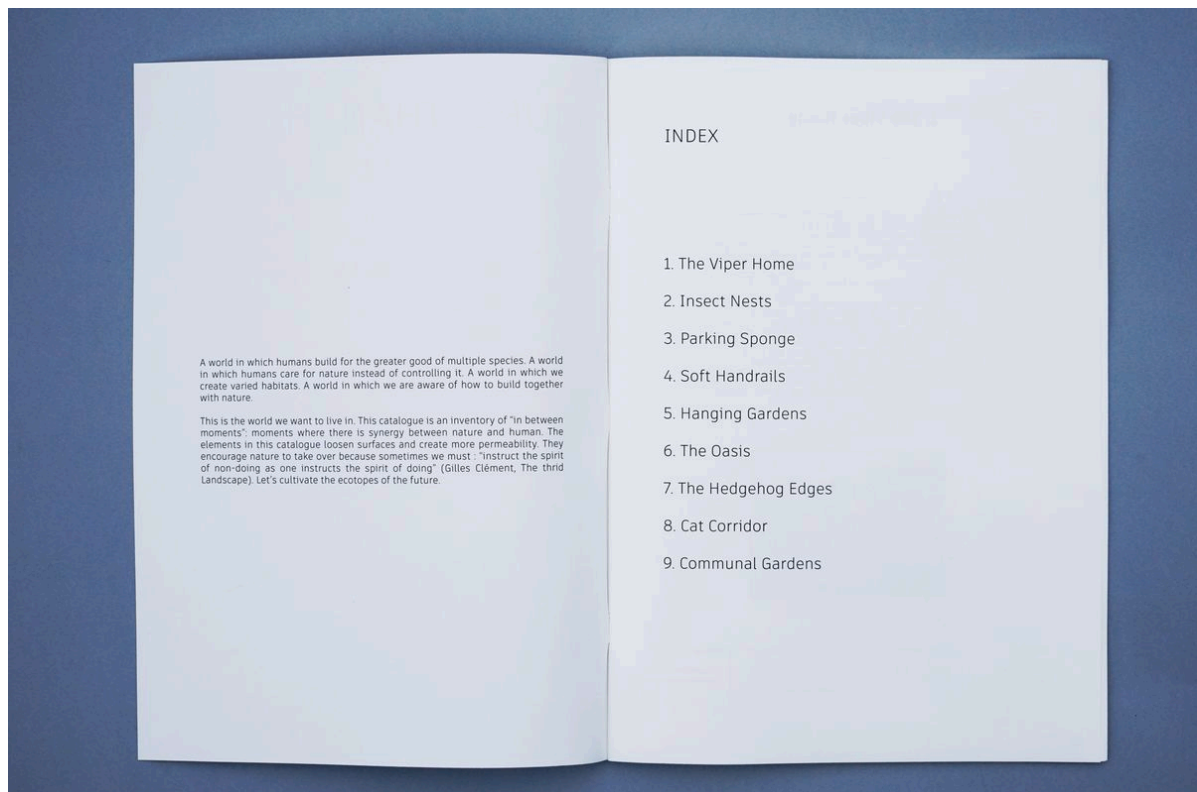 A world in which humans build for the greater good of multiple species. A world
in which humans care for nature instead of controlling it. A world in which we
create varied habitats. A world in which we are aware of how to build together
with nature.
This is the world we want to live in. This catalogue is an inventory of "in between
moments": moments where there is synergy between nature and human. The
elements in this catalogue loosen surfaces and create more permeability. They
encourage nature to take over because sometimes we must : "instruct the spirit
of non-doing as one instructs the spirit of doing" (Gilles Clément, The thrid
Landscape). Let's cultivate the ecotopes of the future.
INDEX
1. The Viper Home
2. Insect Nests
3. Parking Sponge
4. Soft Handrails
5. Hanging Gardens
6. The Oasis
7. The Hedgehog Edges
8. Cat Corridor
9. Communal Gardens